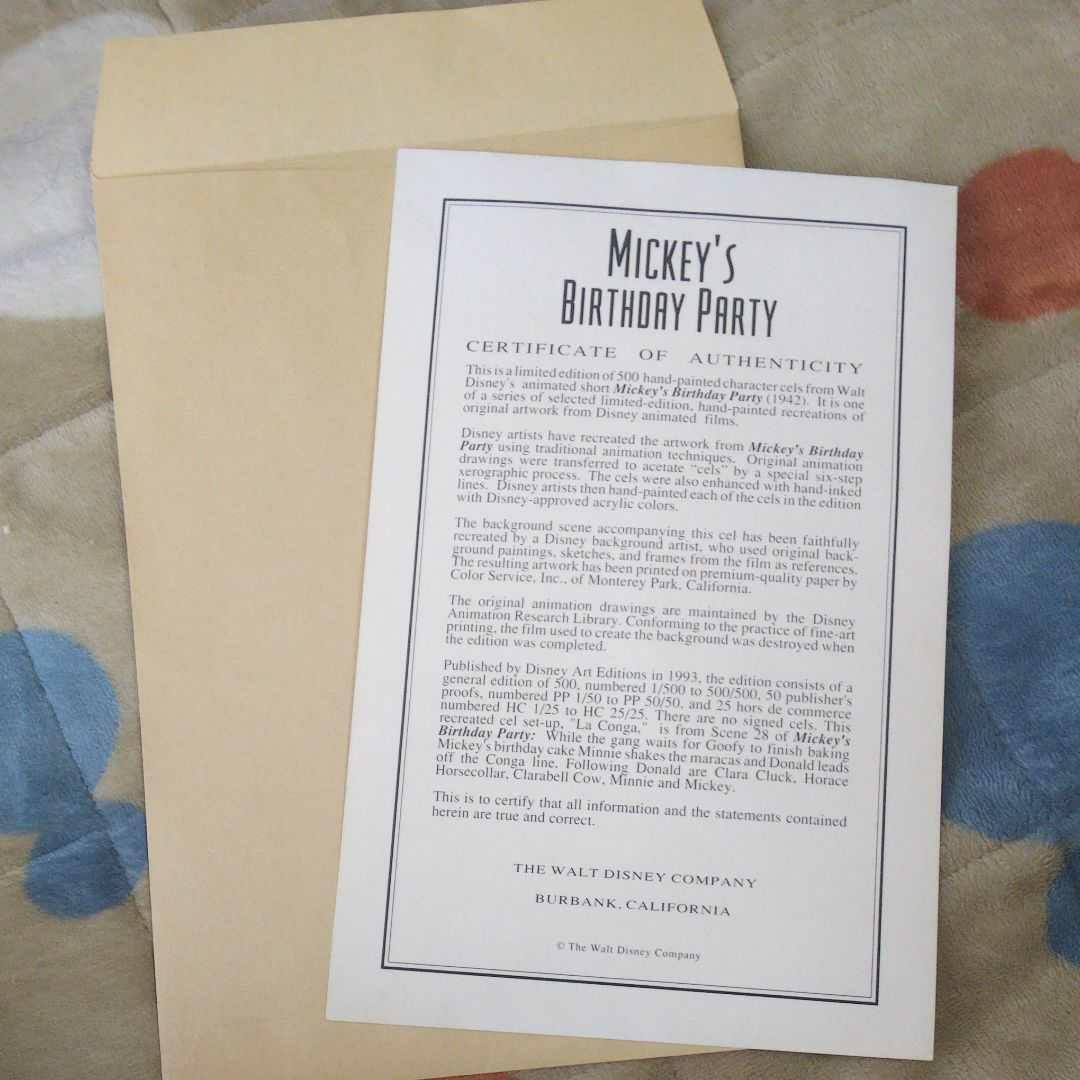 MICKEY'S
BIRTHDAY PARTY
CERTIFICATE OF AUTHENTICITY
This is a limited edition of 500 hand-painted character cels from Walt
Disney's animated short Mickey's Birthday Party (1942). It is one
of a series of selected limited-edition, hand-painted recreations of
original artwork from Disney animated films.
Disney artists have recreated the artwork from Mickey's Birthday
Party using traditional animation techniques. Original animation
drawings were transferred to acetate "cels" by a special six-step
xerographic process. The cels were also enhanced with hand-inked
lines. Disney artists then hand-painted each of the cels in the edition
with Disney-approved acrylic colors.
The background scene accompanying this cel has been faithfully
recreated by a Disney background artist, who used original back-
ground paintings, sketches, and frames from the film as references.
The resulting artwork has been printed on premium-quality paper by
Color Service, Inc., of Monterey Park, California.
The original animation drawings are maintained by the Disney
Animation Research Library. Conforming to the practice of fine-art
printing, the film used to create the background was destroyed when
the edition was completed.
Published by Disney Art Editions in 1993, the edition consists of a
general edition of 500, numbered 1/500 to 500/500, 50 publisher's
proofs, numbered PP 1/50 to PP 50/50, and 25 hors de commerce
numbered HC 1/25 to HC 25/25. There are no signed cels. This
recreated cel set-up, "La Conga," is from Scene 28 of Mickey's
Birthday Party: While the gang waits for Goofy to finish baking
Mickey's birthday cake Minnie shakes the maracas and Donald leads
off the Conga line. Following Donald are Clara Cluck, Horace
Horsecollar, Clarabell Cow, Minnie and Mickey.
This is to certify that all information and the statements contained
herein are true and correct.
THE WALT DISNEY COMPANY
BURBANK, CALIFORNIA
© The Walt Disney Company